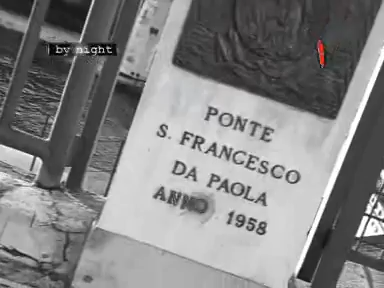 by night
PONTE
S. FRANCESCO
DA PAOLA
ANNO 1958